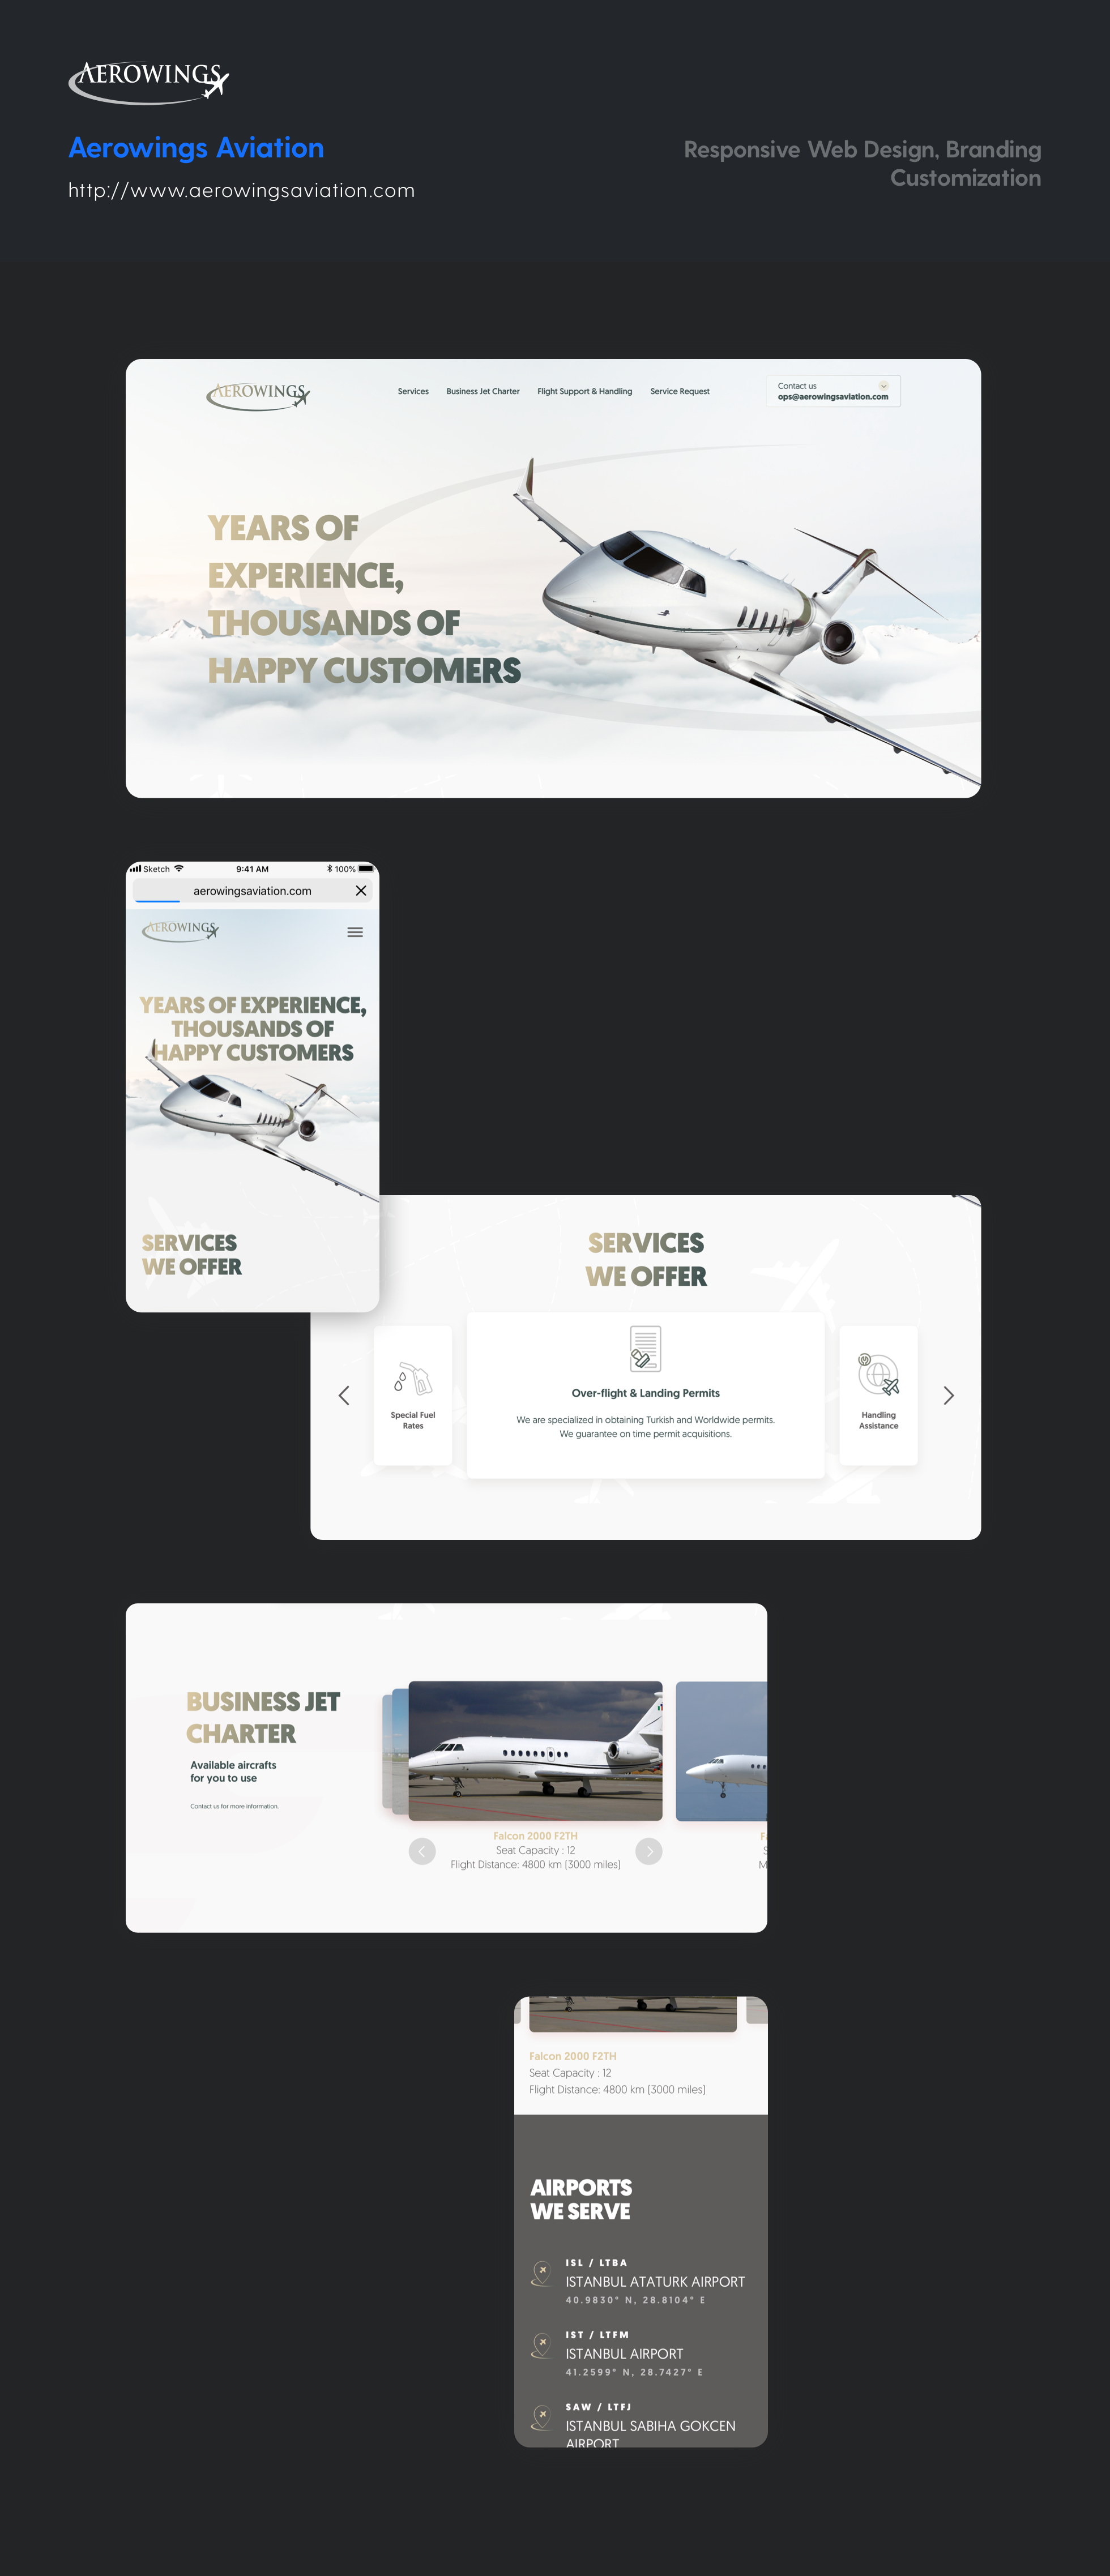 AEROWINGS
Aerowings Aviation
http://www.aerowingsaviation.com
Responsive Web Design, Branding
Customization
AEROWINGS
Services
Business Jet Charter
Flight Support & Handling
Service Request
Contact us
ops@aerowingsaviation.com
YEARS OF
EXPERIENCE,
THOUSANDS OF
HAPPY CUSTOMERS
Sketch
9:41 AM
100%
aerowingsaviation.com
AEROWINGS
YEARS OF EXPERIENCE,
THOUSANDS OF
HAPPY CUSTOMERS
SERVICES
WE OFFER
SERVICES
WE OFFER
Special Fuel
Rates
Over-flight & Landing Permits
We are specialized in obtaining Turkish and Worldwide permits.
We guarantee on time permit acquisitions.
Handling
Assistance
BUSINESS JET
CHARTER
Available aircrafts
for you to use
Contact us for more information.
Falcon 2000 F2TH
Seat Capacity : 12
Flight Distance: 4800 km (3000 miles)
Falcon 2000 F2TH
Seat Capacity : 12
Flight Distance: 4800 km (3000 miles)
AIRPORTS
WE SERVE
ISL / LTBA
ISTANBUL ATATURK AIRPORT
40.9830° N, 28.8104° E
IST / LTFM
ISTANBUL AIRPORT
41.2599° N, 28.7427° E
SAW / LTFJ
ISTANBUL SABIHA GOKCEN
AIRPORT